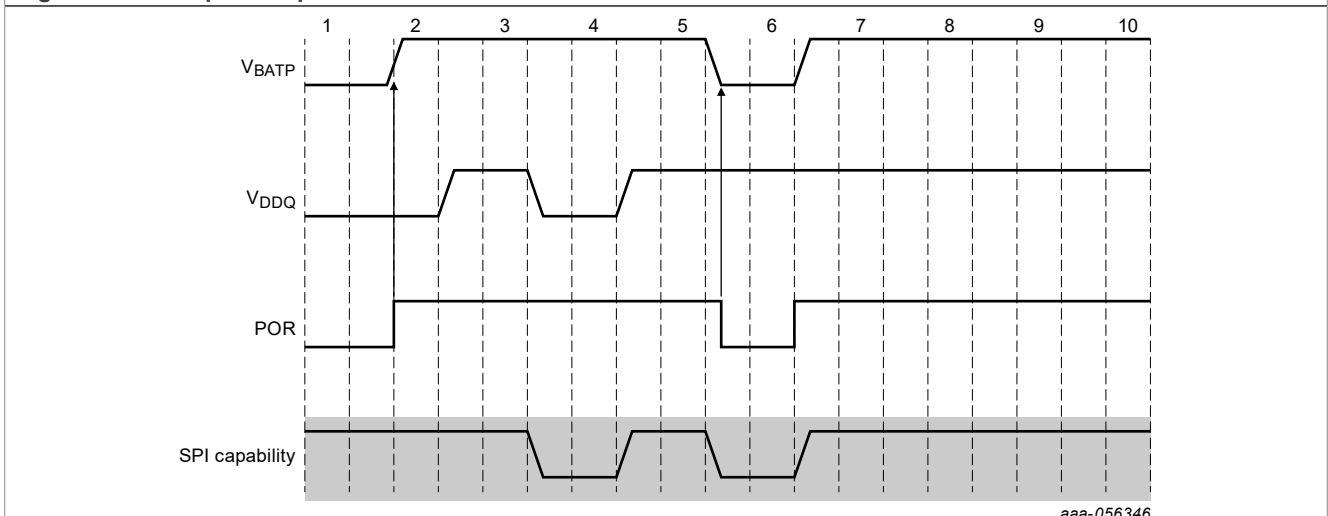 1 2 3 4 5 6 7 8 9 10
VBATP
VDDQ
POR
SPI capability
aaa-056346